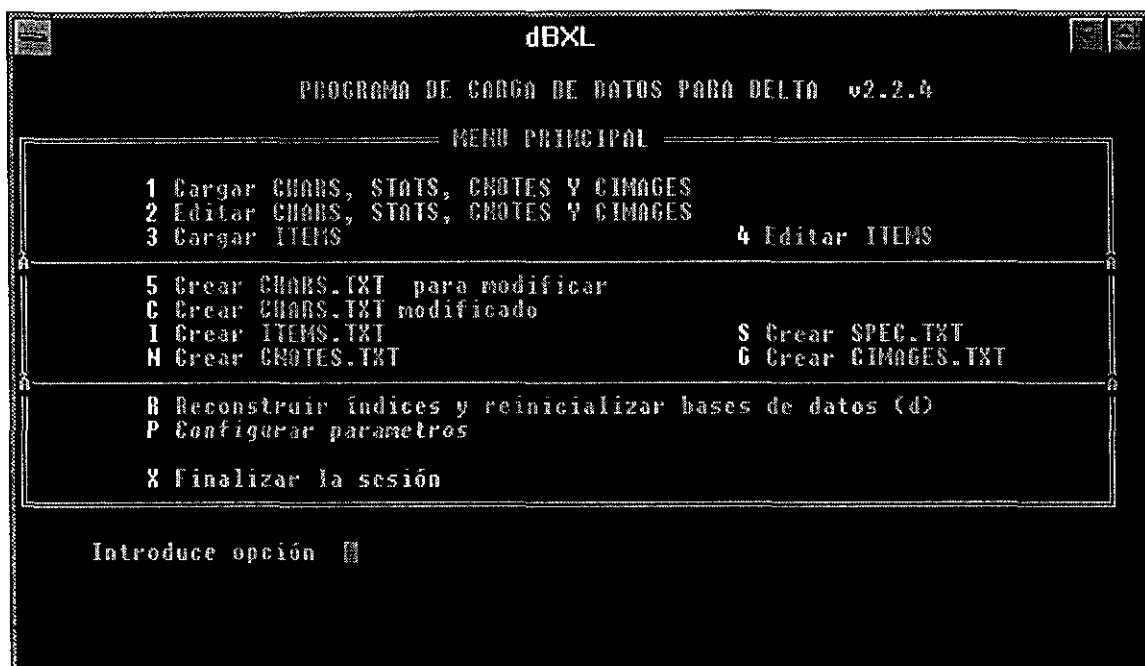 dBXL
PROGRAMA DE CARGA DE DATOS PARA DELTA v2.2.4
MENU PRINCIPAL
1 Cargar CHARS, STATS, CNOTES Y CIMAGES
2 Editar CHARS, STATS, CNOTES Y CIMAGES
3 Cargar ITEMS 4 Editar ITEMS
5 Crear CHARS.TXT para modificar
C Crear CHARS.TXT modificado
I Crear ITEMS.TXT S Crear SPEC.TXT
N Crear CNOTES.TXT G Crear CIMAGES.TXT
R Reconstruir índices y reinicializar bases de datos (d)
P Configurar parametros
X Finalizar la sesión
Introduce opción